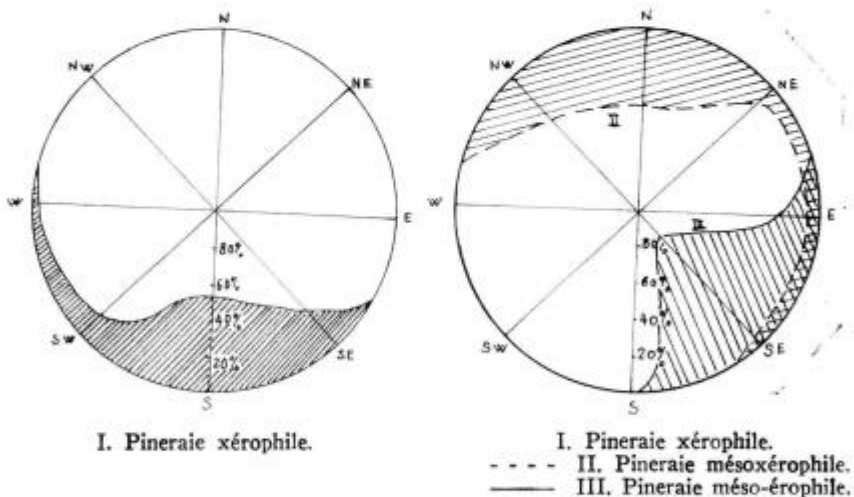 N
NW
NE
W
E
80%
60%
40%
20%
SW
SE
S
I. Pineraie xérophile.
N
NW
NE
II
W
E
III
80%
60%
40%
20%
SW
SE
S
I. Pineraie xérophile.
II. Pineraie mésoxérophile.
III. Pineraie méso-érophile.